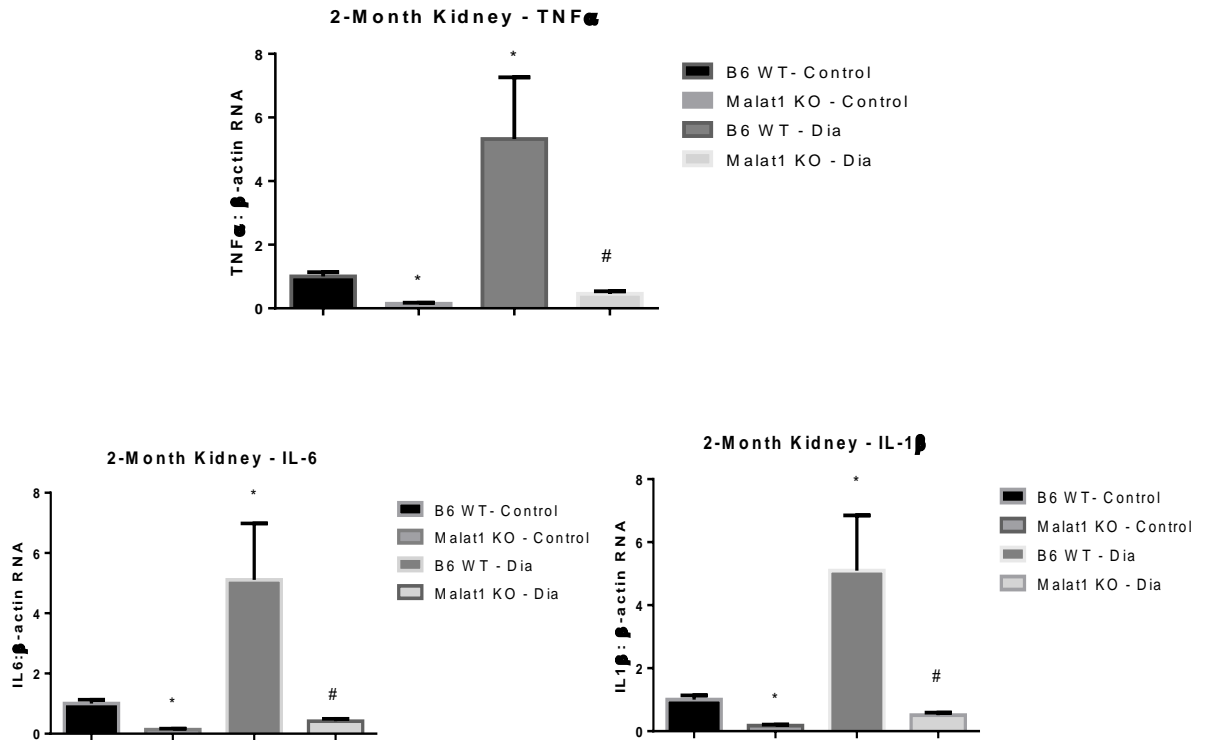 2-Month Kidney - TNFα
8
6
4
2
0
TNFα: β-actin RNA
*
*
#
B6 WT- Control
Malat1 KO - Control
B6 WT - Dia
Malat1 KO - Dia
2-Month Kidney - IL-6
8
6
4
2
0
IL6:β-actin RNA
*
*
#
B6 WT- Control
Malat1 KO - Control
B6 WT - Dia
Malat1 KO - Dia
2-Month Kidney - IL-1β
8
6
4
2
0
IL1β: β-actin RNA
*
*
#
B6 WT- Control
Malat1 KO - Control
B6 WT - Dia
Malat1 KO - Dia